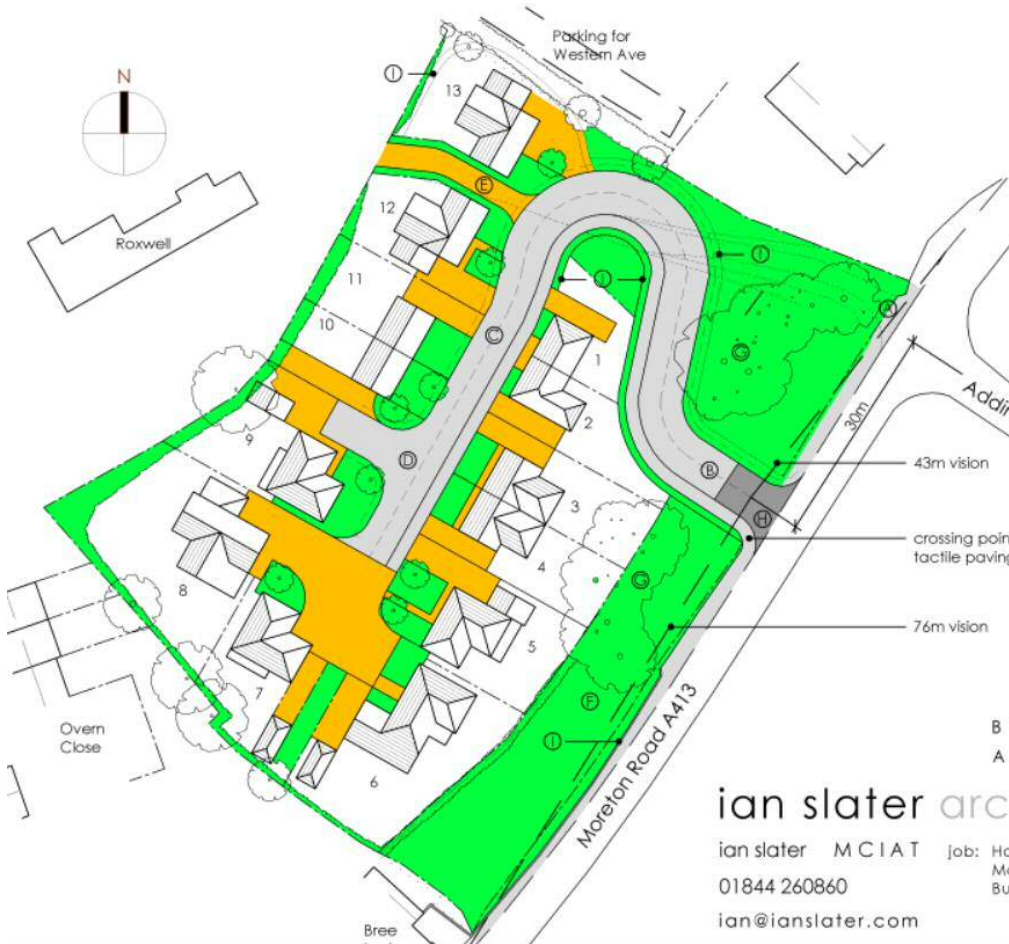 Parking for
Western Ave
N
I
13
E
12
Roxwell
I
I
A
11
C
10
1
G
30m
2
B
43m vision
9
D
3
H
crossing
tactile
G
4
8
76m vision
5
F
7
Overn
Close
I
6
Moreton Road A413
B
A
ian slater
ian slater MCIAT job:
01844 260860
ian@ianslater.com
Bree